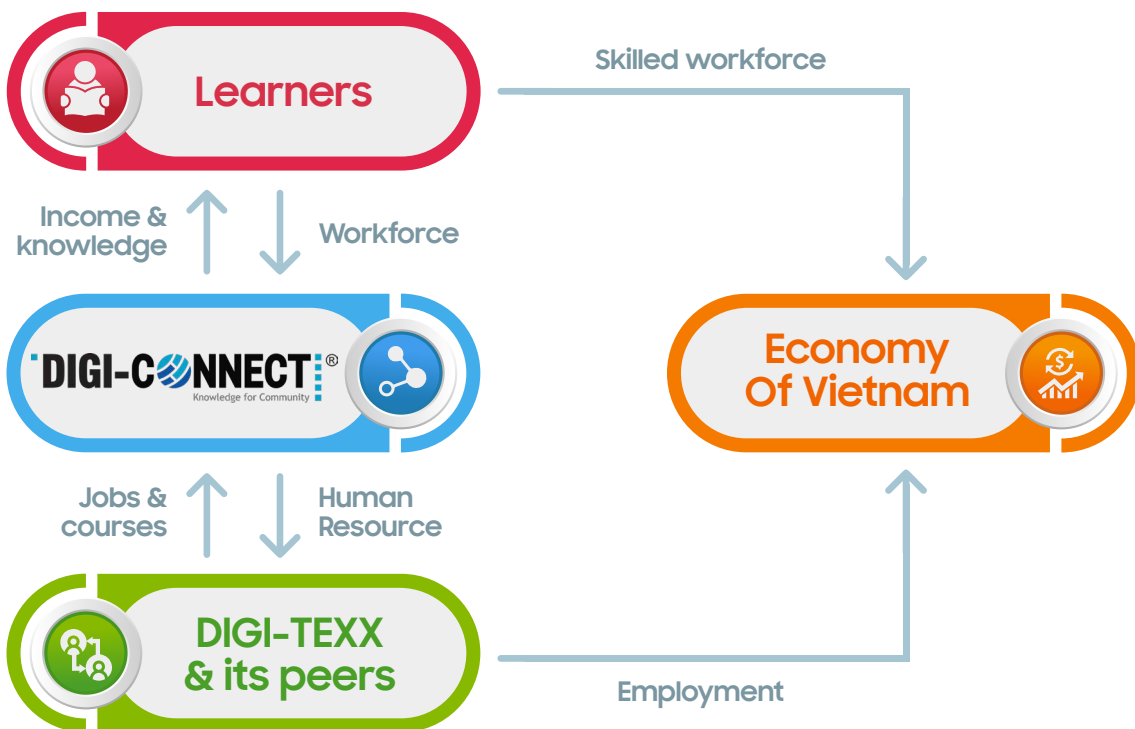 Skilled workforce
Learners
Income &
knowledge
Workforce
DIGI-CONNECT®
Knowledge for Community
Economy
Of Vietnam
Jobs &
courses
Human
Resource
DIGI-TEXX
& its peers
Employment